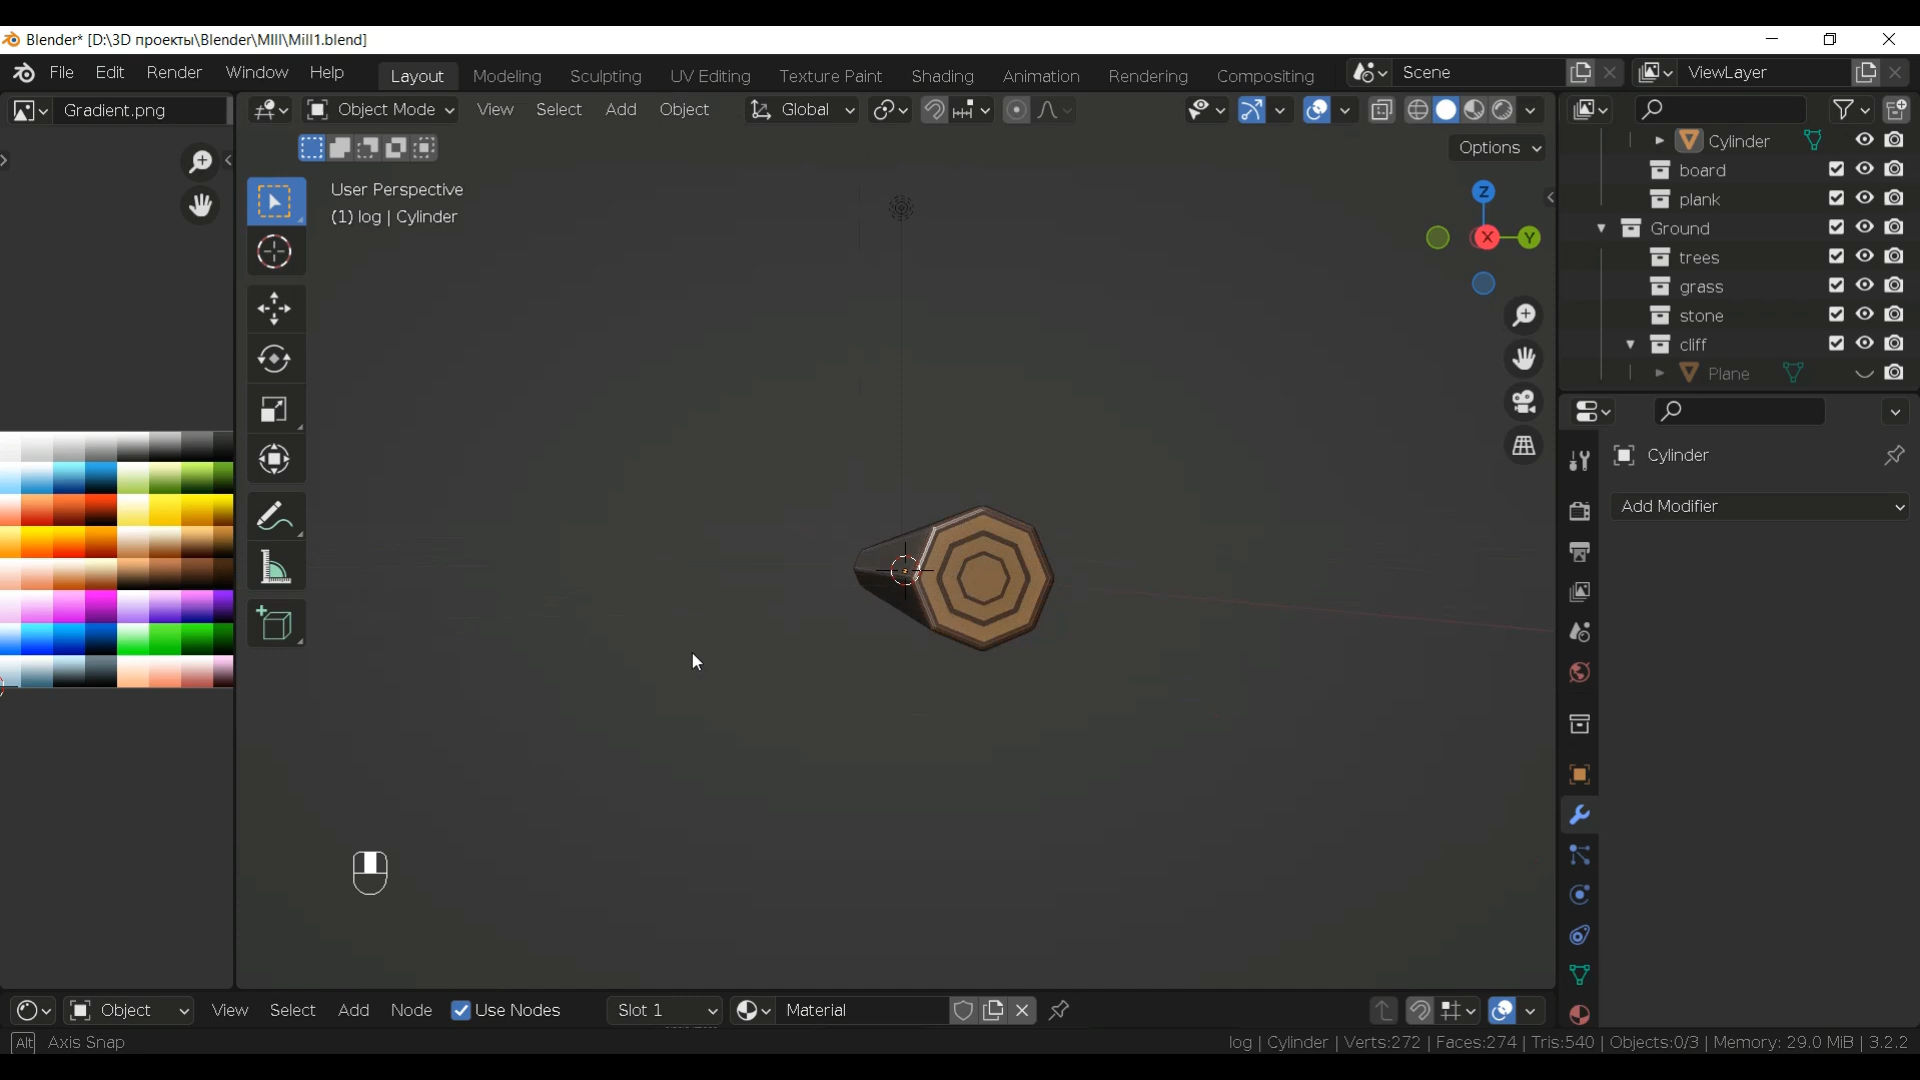 Blender* [D:\3D проекты\Blender\MIll\Mill1.blend]
File Edit Render Window Help Layout Modeling Sculpting UV Editing Texture Paint Shading Animation Rendering Compositing Scene ViewLayer
Gradient.png Object Mode View Select Add Object Global
Options
User Perspective
(1) log | Cylinder
Z
X
Y
Cylinder
board
plank
Ground
trees
grass
stone
cliff
Plane
Cylinder
Add Modifier
Object View Select Add Node Use Nodes Slot 1 Material
Alt Axis Snap
log | Cylinder | Verts:272 | Faces:274 | Tris:540 | Objects:0/3 | Memory: 29.0 MiB | 3.2.2